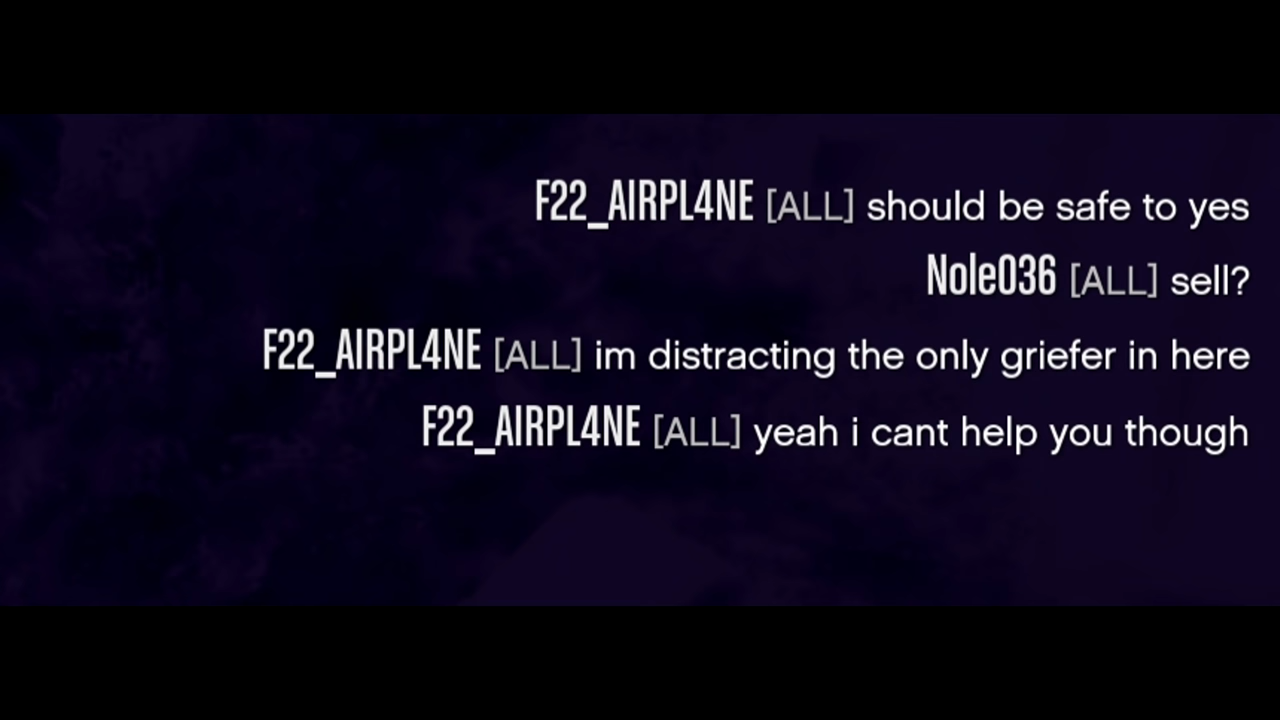 F22_AIRPL4NE [ALL] should be safe to yes
Nole036 [ALL] sell?
F22_AIRPL4NE [ALL] im distracting the only griefer in here
F22_AIRPL4NE [ALL] yeah i cant help you though